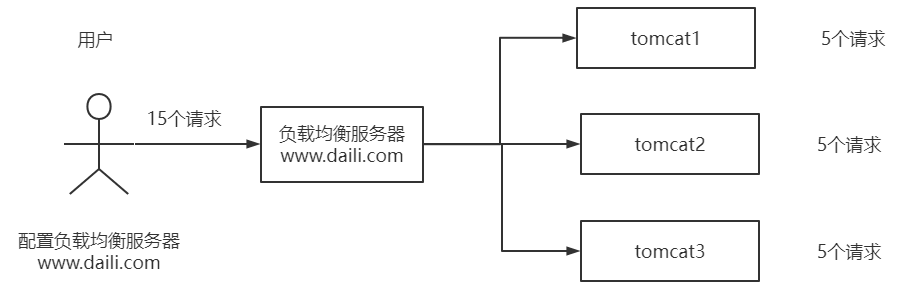 用户
15个请求
负载均衡服务器
www.daili.com
tomcat1
5个请求
tomcat2
5个请求
tomcat3
5个请求
配置负载均衡服务器
www.daili.com